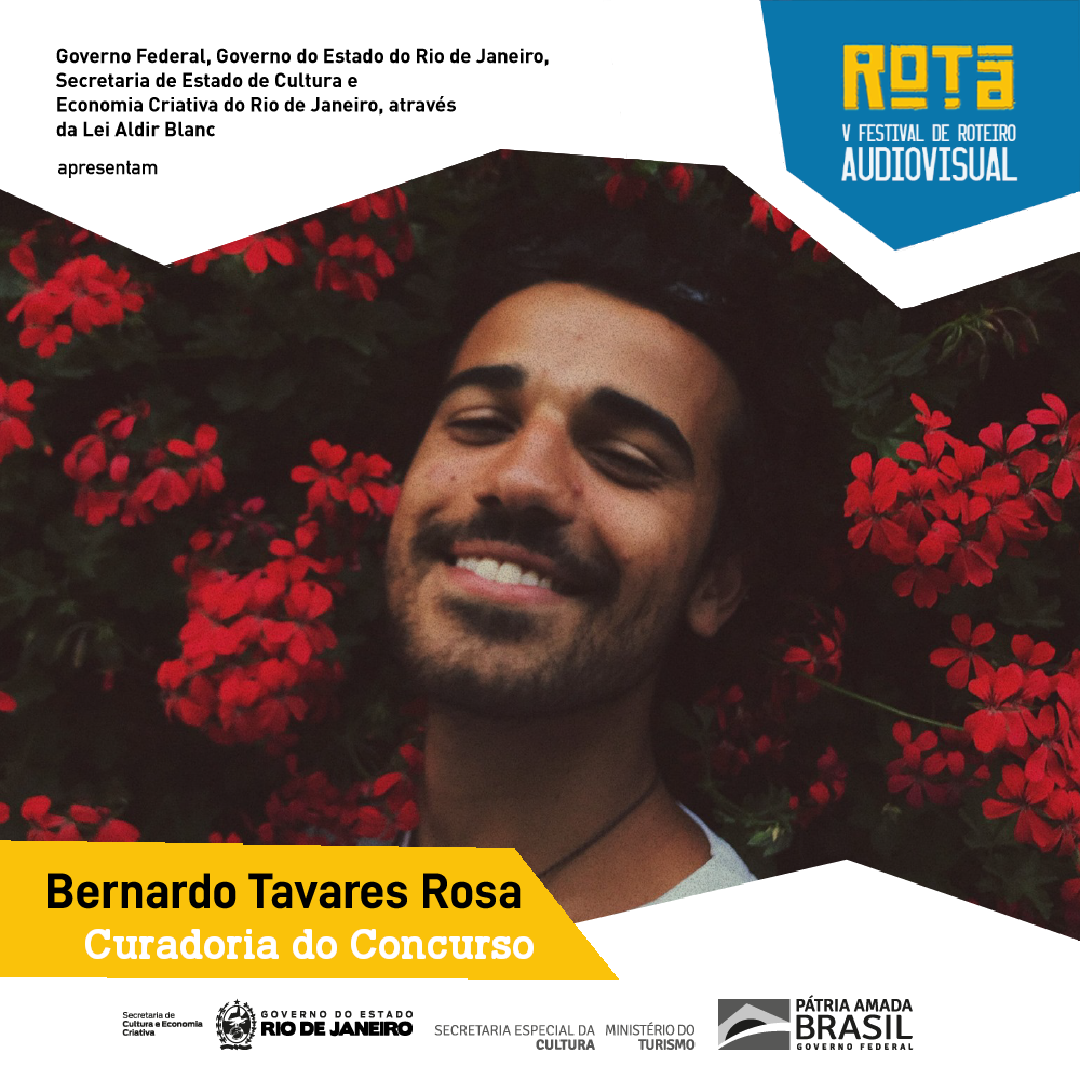 Governo Federal, Governo do Estado do Rio de Janeiro,
Secretaria de Estado de Cultura e
Economia Criativa do Rio de Janeiro, através
da Lei Aldir Blanc
apresentam
ROTA
V FESTIVAL DE ROTEIRO
AUDIOVISUAL
Bernardo Tavares Rosa
Curadoria do Concurso
Secretaria de
Cultura e Economia
Criativa
GOVERNO DO ESTADO
RIO DE JANEIRO
SECRETARIA ESPECIAL DA
CULTURA
MINISTÉRIO DO
TURISMO
PÁTRIA AMADA
BRASIL
GOVERNO FEDERAL